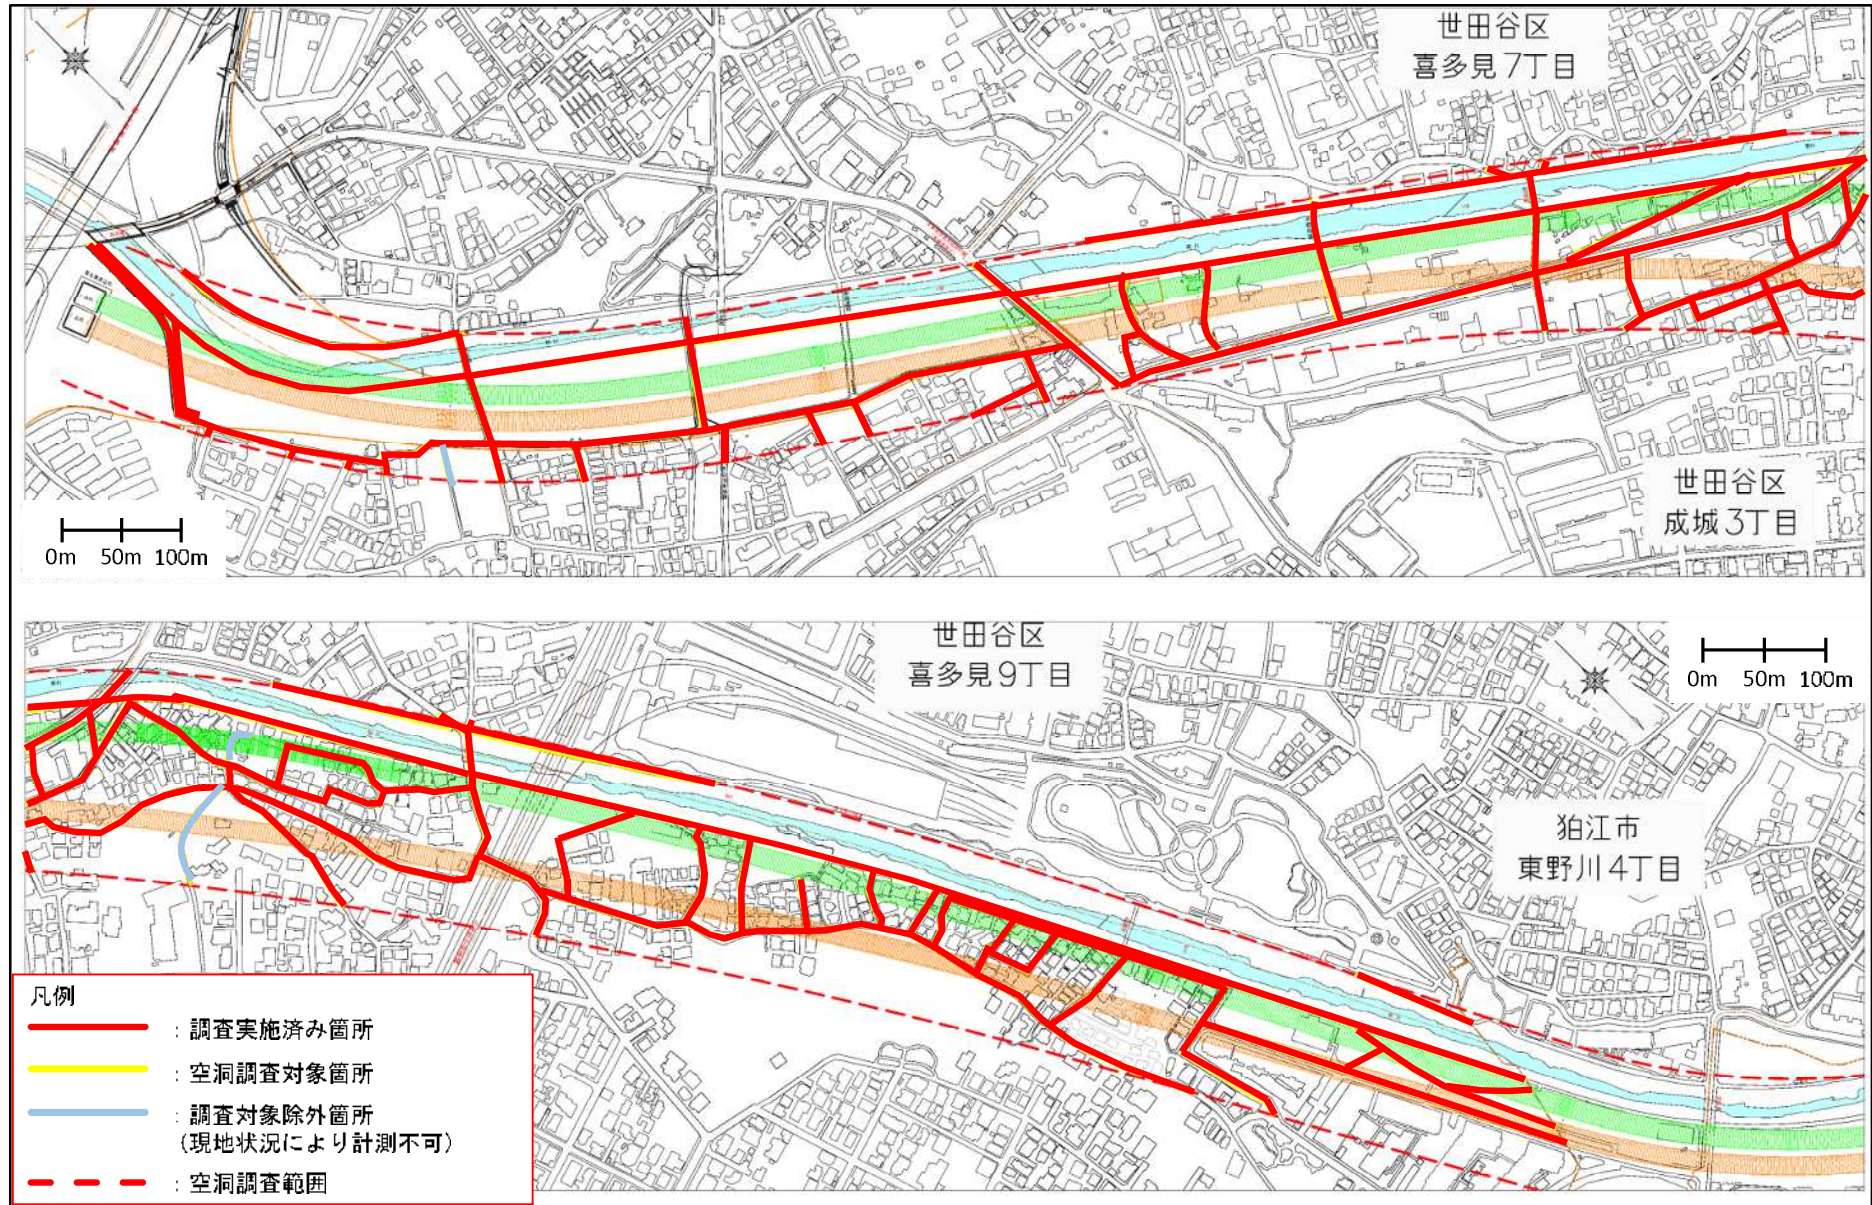 世田谷区
喜多見7丁目
世田谷区
成城3丁目
0m 50m 100m
世田谷区
喜多見9丁目
0m 50m 100m
狛江市
東野川4丁目
凡例
：調査実施済み箇所
：空洞調査対象箇所
：調査対象除外箇所
(現地状況により計測不可)
：空洞調査範囲